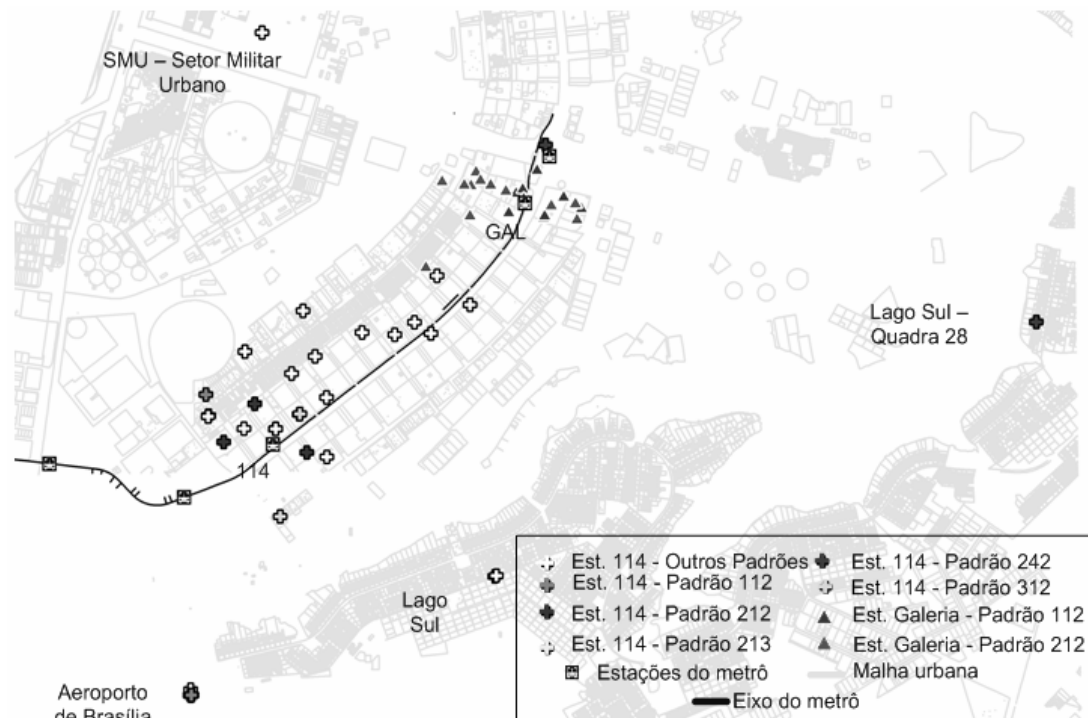 SMU – Setor Militar
Urbano
GAL
Lago Sul –
Quadra 28
114
Lago
Sul
Aeroporto
de Brasília
Est. 114 - Outros Padrões
Est. 114 - Padrão 112
Est. 114 - Padrão 212
Est. 114 - Padrão 213
Estações do metrô
Est. 114 - Padrão 242
Est. 114 - Padrão 312
Est. Galeria - Padrão 112
Est. Galeria - Padrão 212
Malha urbana
Eixo do metrô